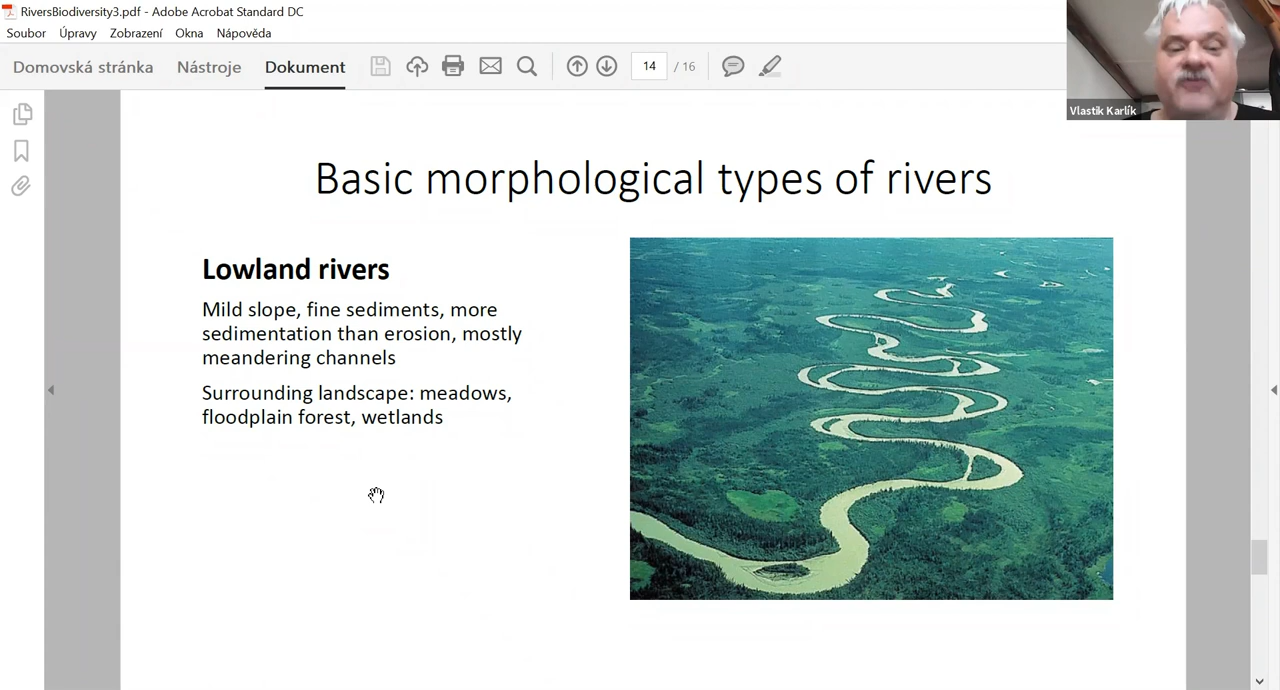 RiversBiodiversity3.pdf - Adobe Acrobat Standard DC
Soubor Úpravy Zobrazení Okna Nápověda
Domovská stránka Nástroje Dokument 14 / 16
Vlastik Karlík
Basic morphological types of rivers
Lowland rivers
Mild slope, fine sediments, more
sedimentation than erosion, mostly
meandering channels
Surrounding landscape: meadows,
floodplain forest, wetlands